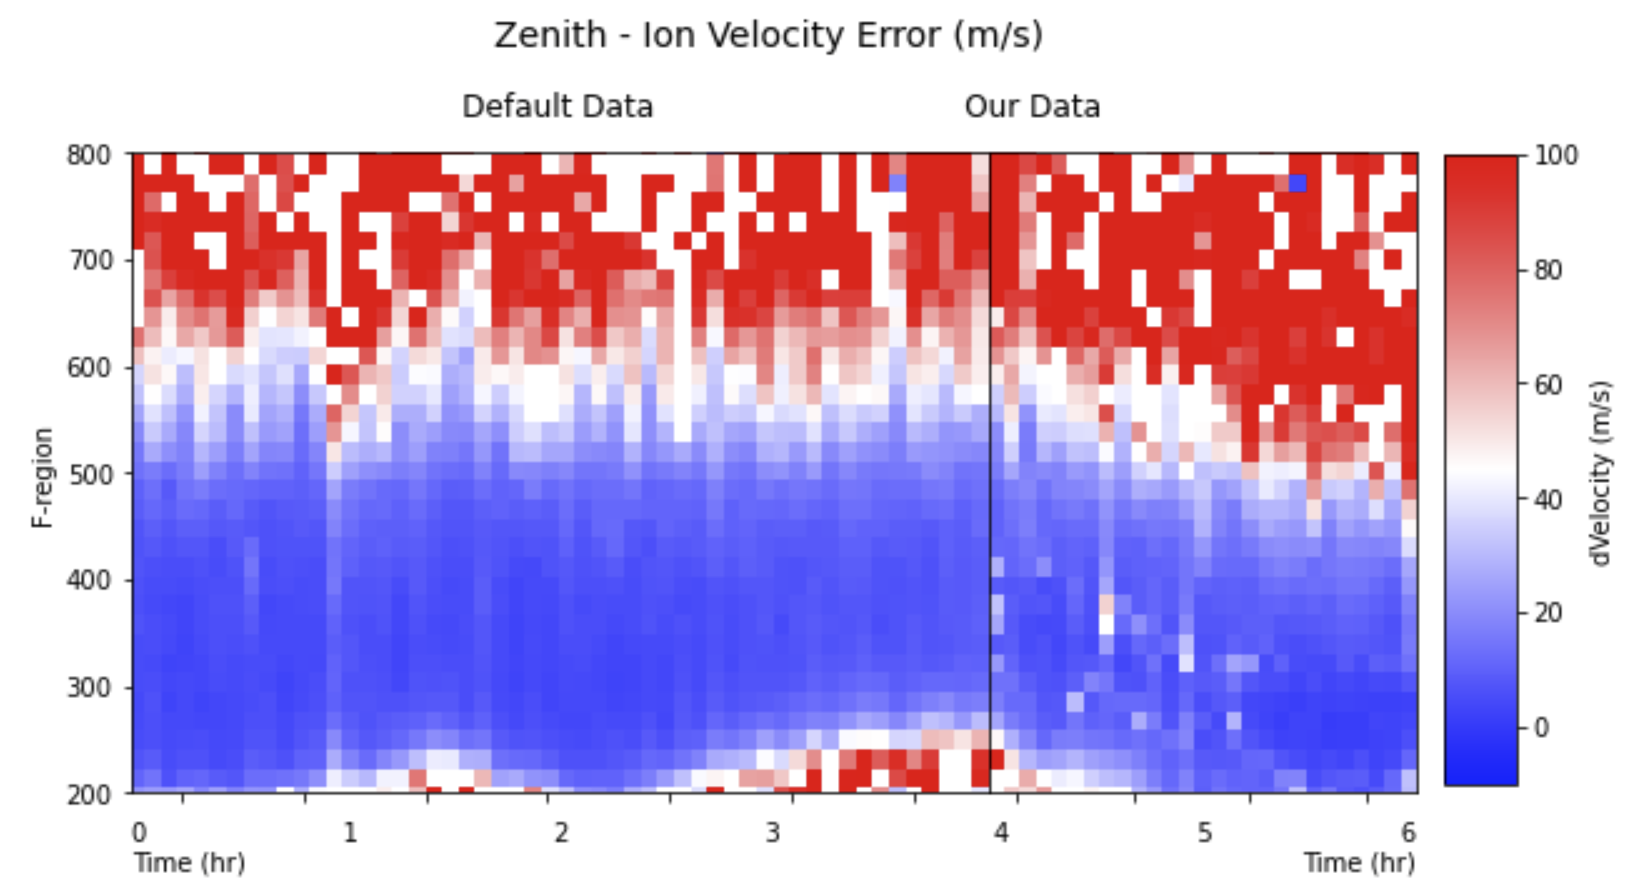 Zenith - Ion Velocity Error (m/s)
Default Data
Our Data
800
700
600
500
400
300
200
F-region
0
1
2
3
4
5
6
Time (hr)
Time (hr)
100
80
60
40
20
0
dVelocity (m/s)